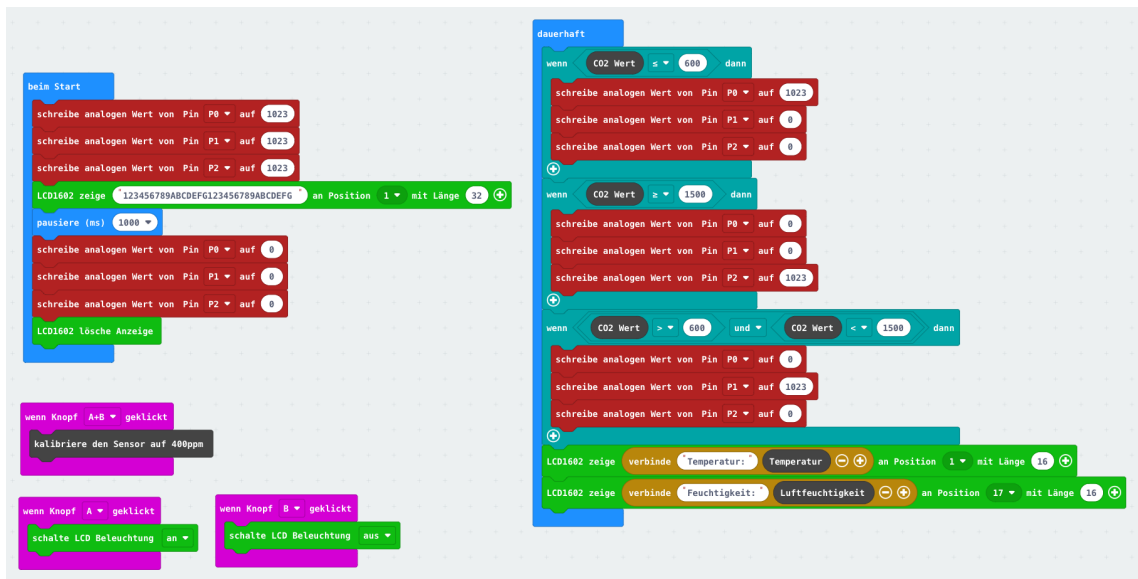 beim Start
schreibe analogen Wert von Pin P0 auf 1023
schreibe analogen Wert von Pin P1 auf 1023
schreibe analogen Wert von Pin P2 auf 1023
LCD1602 zeige "123456789ABCDEFG123456789ABCDEFG" an Position 1 mit Länge 32
pausiere (ms) 1000
schreibe analogen Wert von Pin P0 auf 0
schreibe analogen Wert von Pin P1 auf 0
schreibe analogen Wert von Pin P2 auf 0
LCD1602 lösche Anzeige
wenn Knopf A+B geklickt
kalibriere den Sensor auf 400ppm
wenn Knopf A geklickt
schalte LCD Beleuchtung an
wenn Knopf B geklickt
schalte LCD Beleuchtung aus
dauerhaft
wenn CO2 Wert ≤ 600 dann
schreibe analogen Wert von Pin P0 auf 1023
schreibe analogen Wert von Pin P1 auf 0
schreibe analogen Wert von Pin P2 auf 0
wenn CO2 Wert ≥ 1500 dann
schreibe analogen Wert von Pin P0 auf 0
schreibe analogen Wert von Pin P1 auf 0
schreibe analogen Wert von Pin P2 auf 1023
wenn CO2 Wert > 600 und CO2 Wert < 1500 dann
schreibe analogen Wert von Pin P0 auf 0
schreibe analogen Wert von Pin P1 auf 1023
schreibe analogen Wert von Pin P2 auf 0
LCD1602 zeige verbinde "Temperatur: " Temperatur an Position 1 mit Länge 16
LCD1602 zeige verbinde "Feuchtigkeit: " Luftfeuchtigkeit an Position 17 mit Länge 16